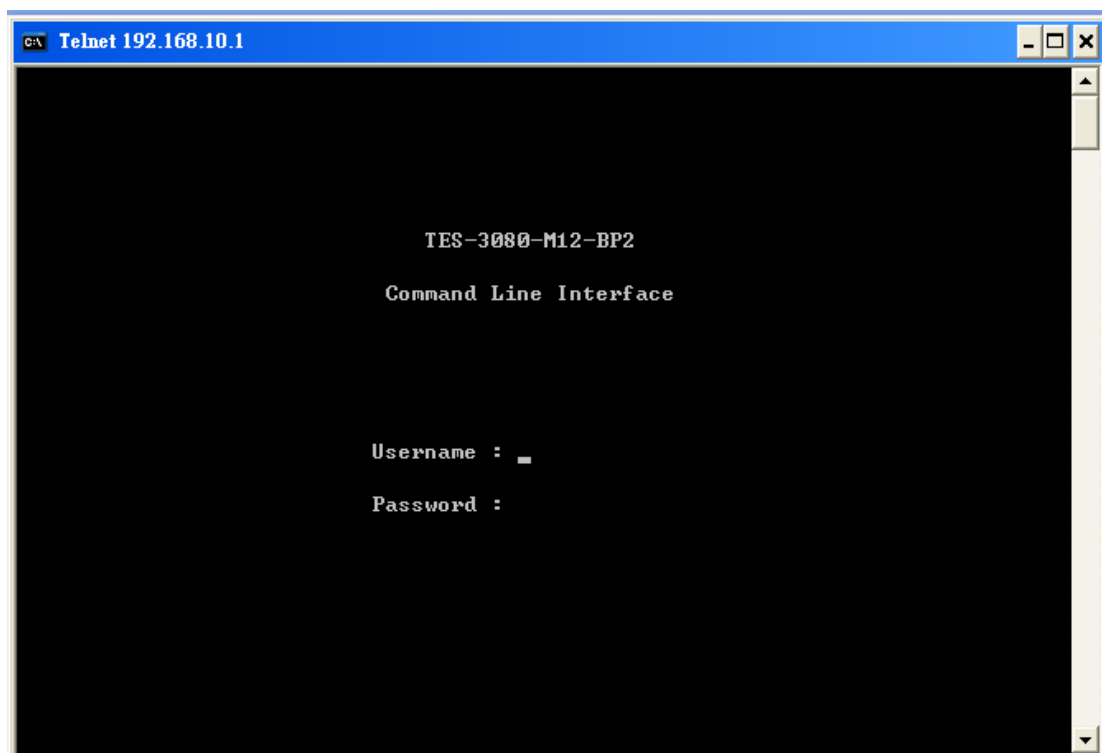 C:\ Telnet 192.168.10.1
TES-3080-M12-BP2
Command Line Interface
Username : _
Password :